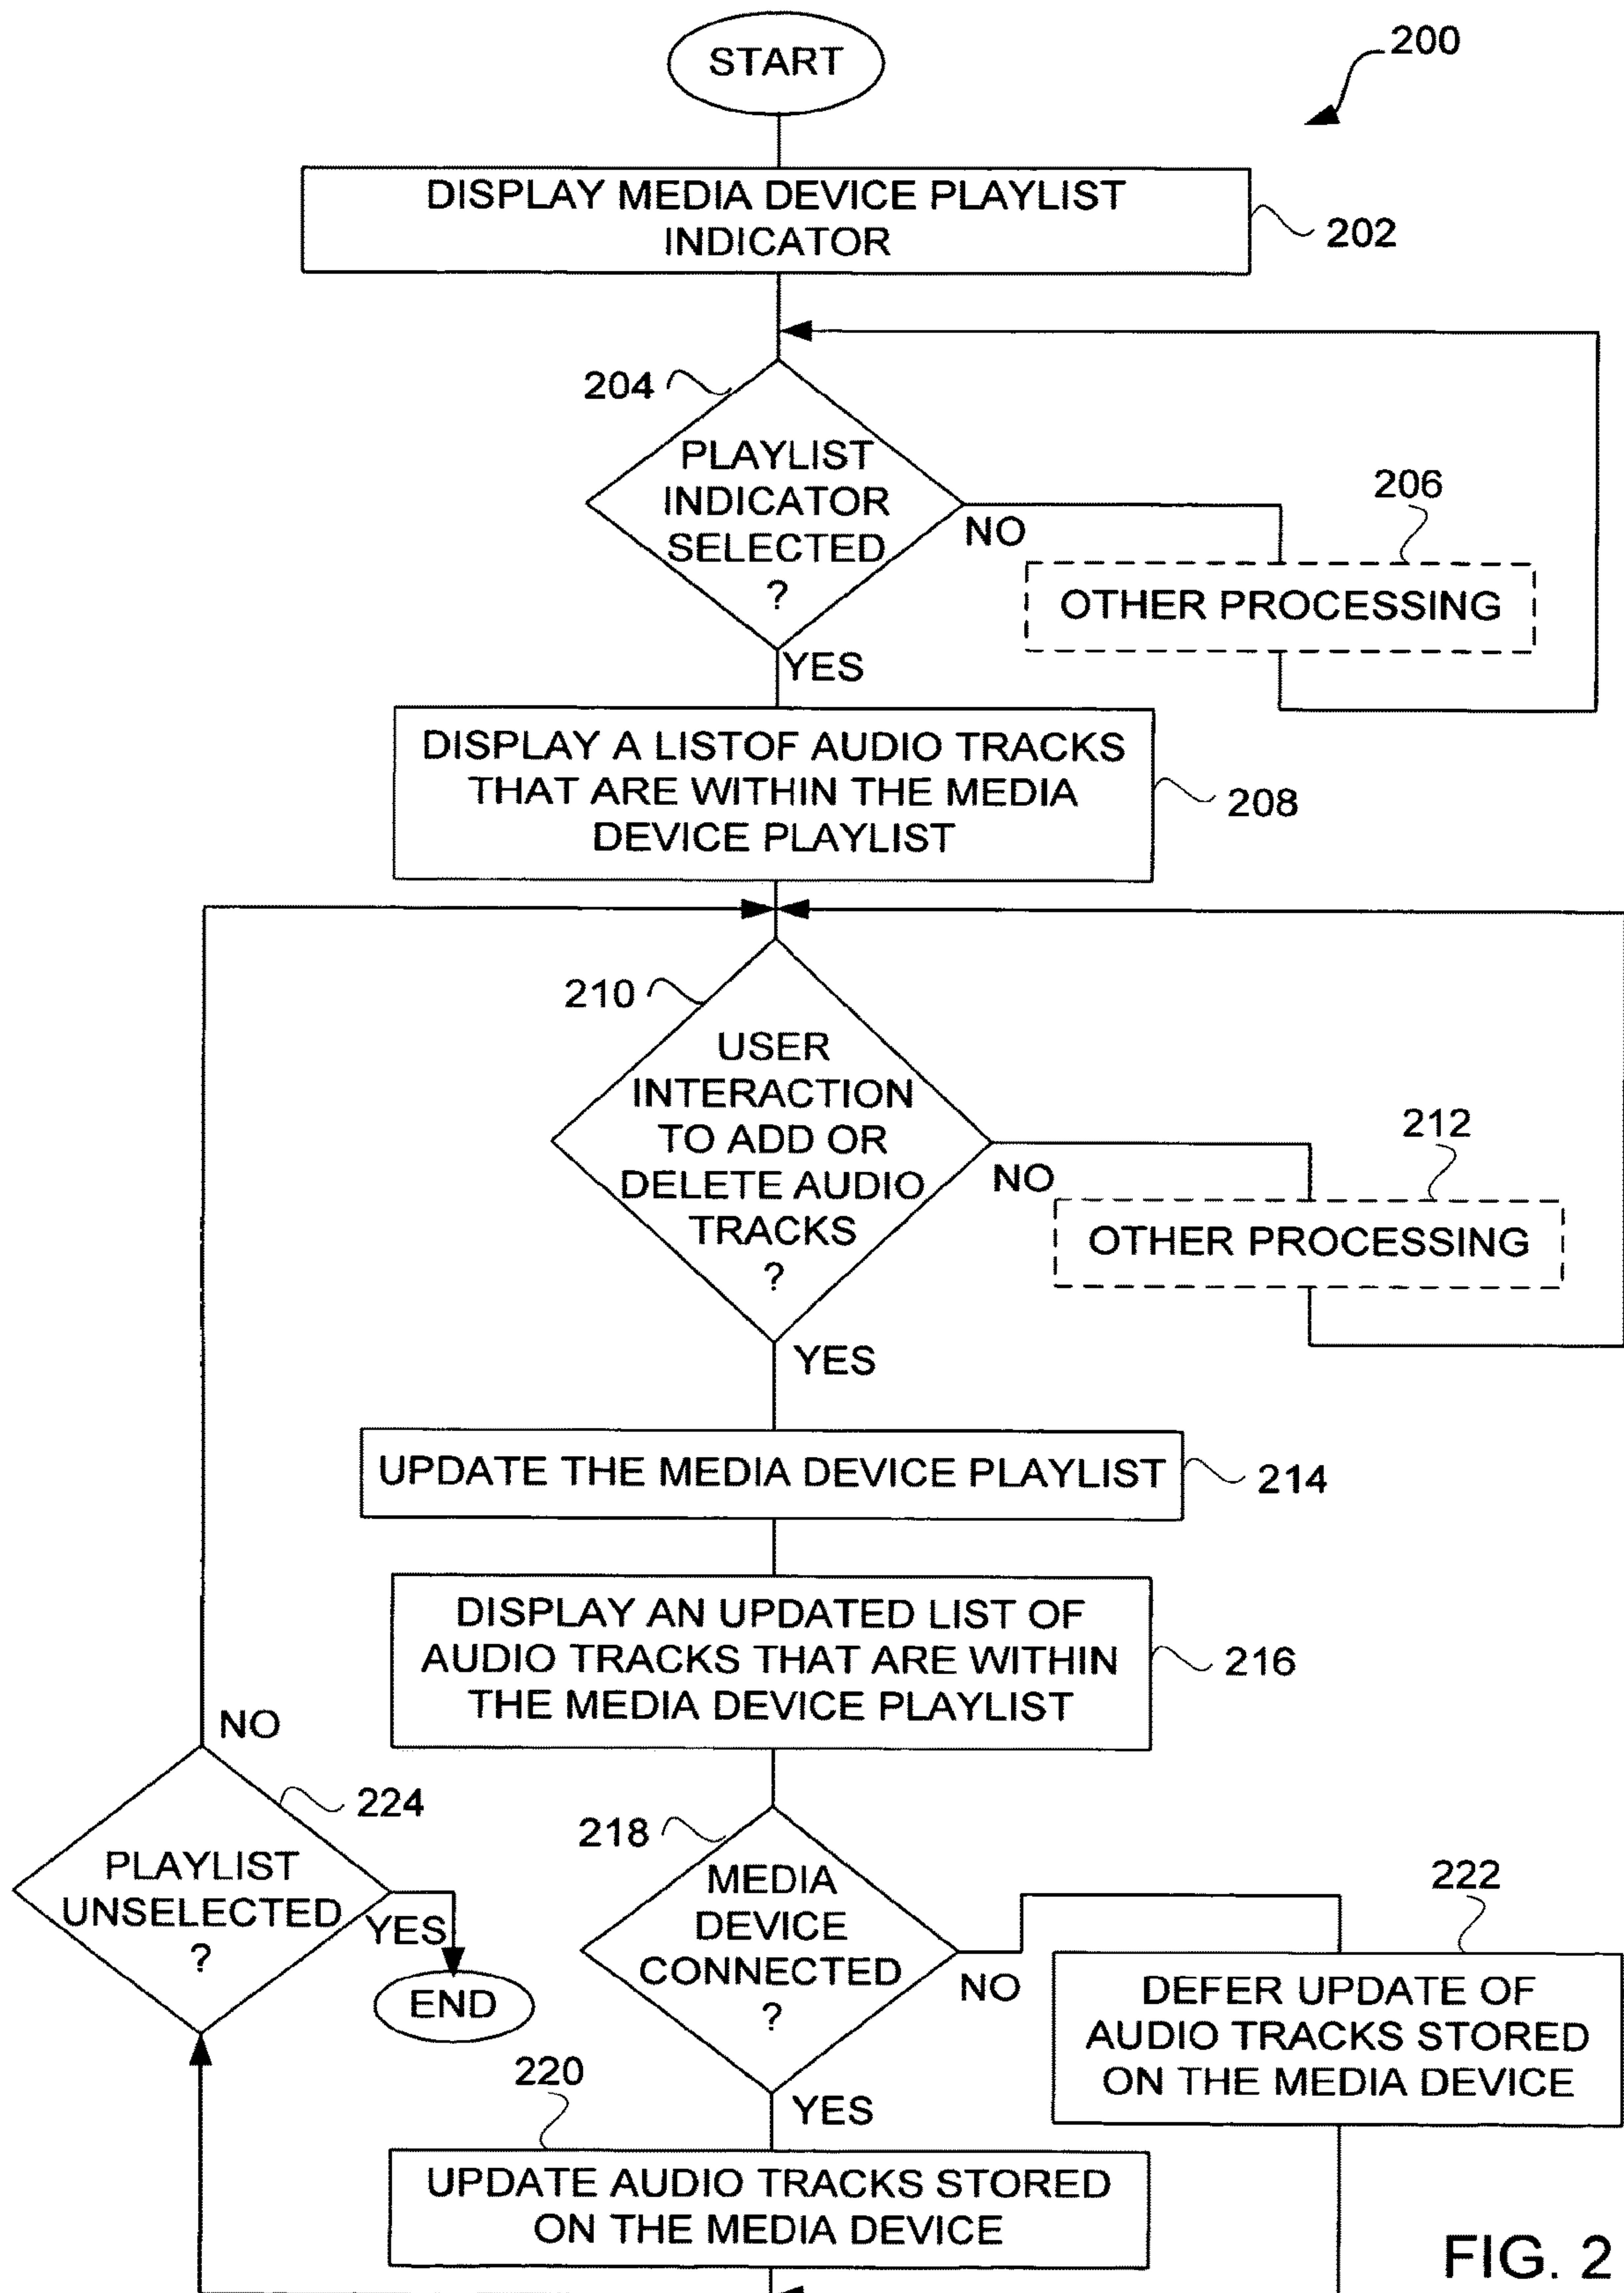 START
200
DISPLAY MEDIA DEVICE PLAYLIST
INDICATOR
202
204
PLAYLIST
INDICATOR
SELECTED
?
NO
206
OTHER PROCESSING
YES
DISPLAY A LISTOF AUDIO TRACKS
THAT ARE WITHIN THE MEDIA
DEVICE PLAYLIST
208
210
USER
INTERACTION
TO ADD OR
DELETE AUDIO
TRACKS
?
NO
212
OTHER PROCESSING
YES
UPDATE THE MEDIA DEVICE PLAYLIST
214
DISPLAY AN UPDATED LIST OF
AUDIO TRACKS THAT ARE WITHIN
THE MEDIA DEVICE PLAYLIST
216
NO
224
PLAYLIST
UNSELECTED
?
YES
END
218
MEDIA
DEVICE
CONNECTED
?
NO
222
DEFER UPDATE OF
AUDIO TRACKS STORED
ON THE MEDIA DEVICE
YES
220
UPDATE AUDIO TRACKS STORED
ON THE MEDIA DEVICE
FIG. 2